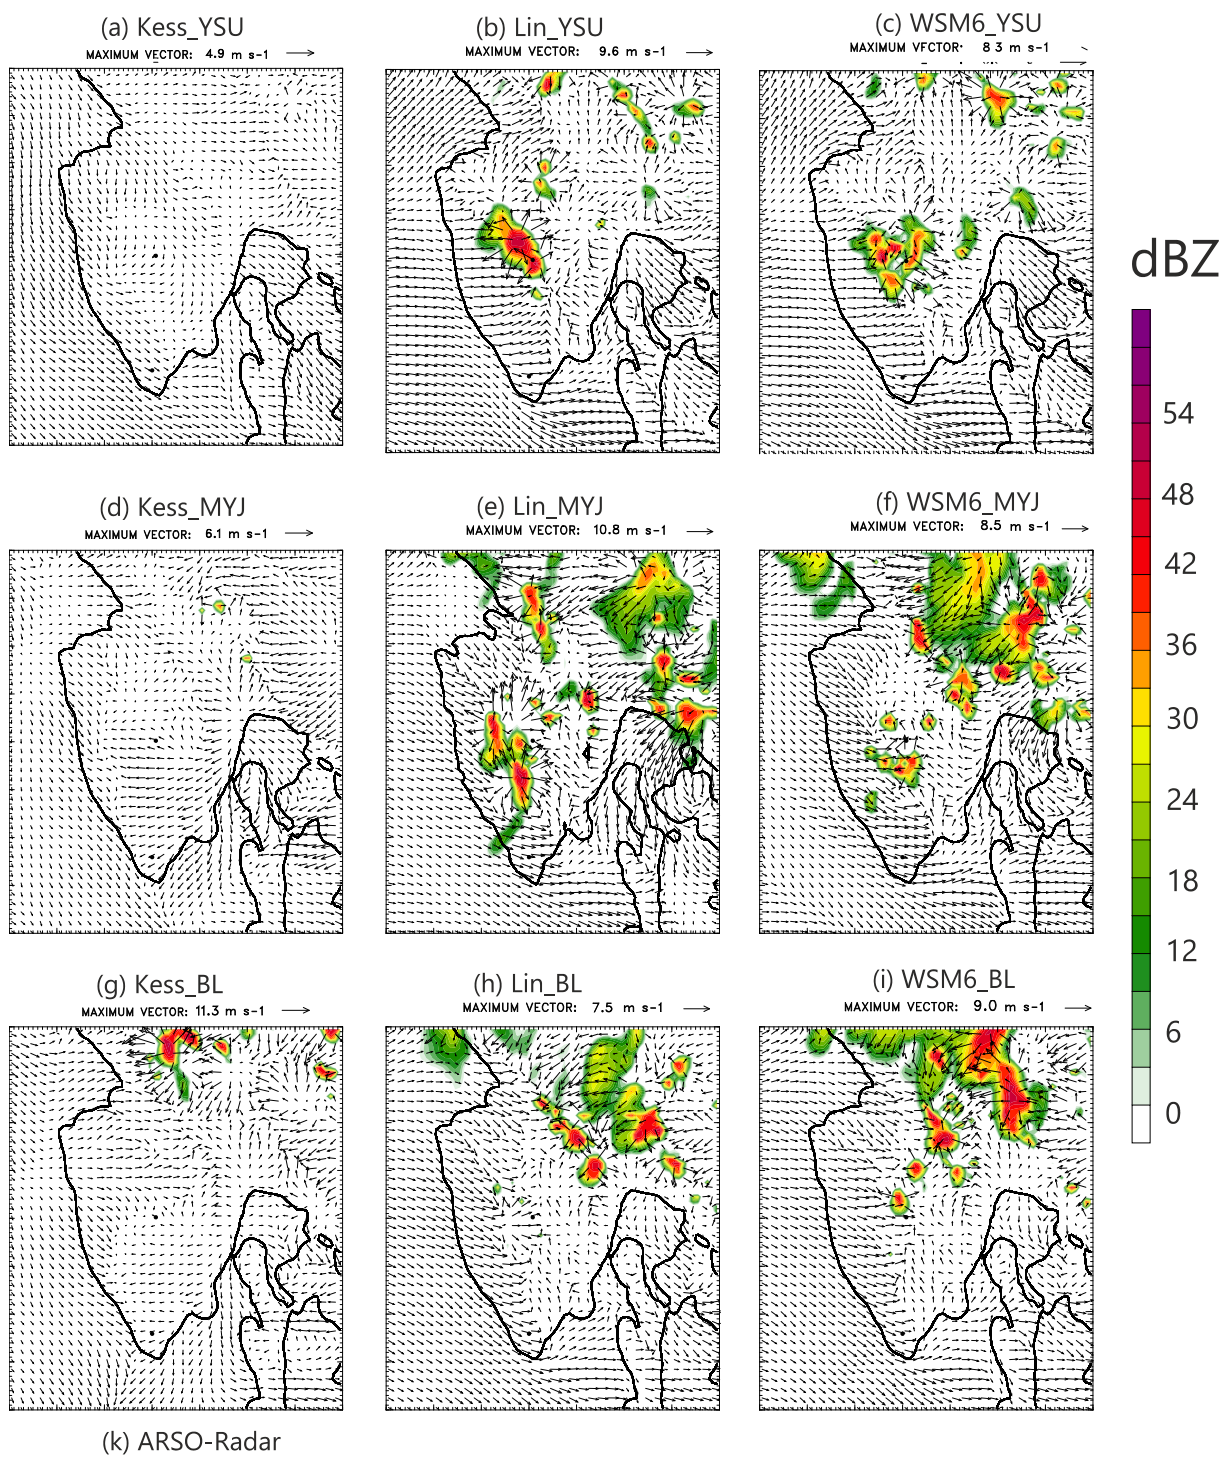 (a) Kess_YSU
MAXIMUM VECTOR: 4.9 m s-1
(b) Lin_YSU
MAXIMUM VECTOR: 9.6 m s-1
(c) WSM6_YSU
MAXIMUM VECTOR: 8 3 m s-1
dBZ
54
48
42
36
30
24
18
12
6
0
(d) Kess_MYJ
MAXIMUM VECTOR: 6.1 m s-1
(e) Lin_MYJ
MAXIMUM VECTOR: 10.8 m s-1
(f) WSM6_MYJ
MAXIMUM VECTOR: 8.5 m s-1
(g) Kess_BL
MAXIMUM VECTOR: 11.3 m s-1
(h) Lin_BL
MAXIMUM VECTOR: 7.5 m s-1
(i) WSM6_BL
MAXIMUM VECTOR: 9.0 m s-1
(k) ARSO-Radar